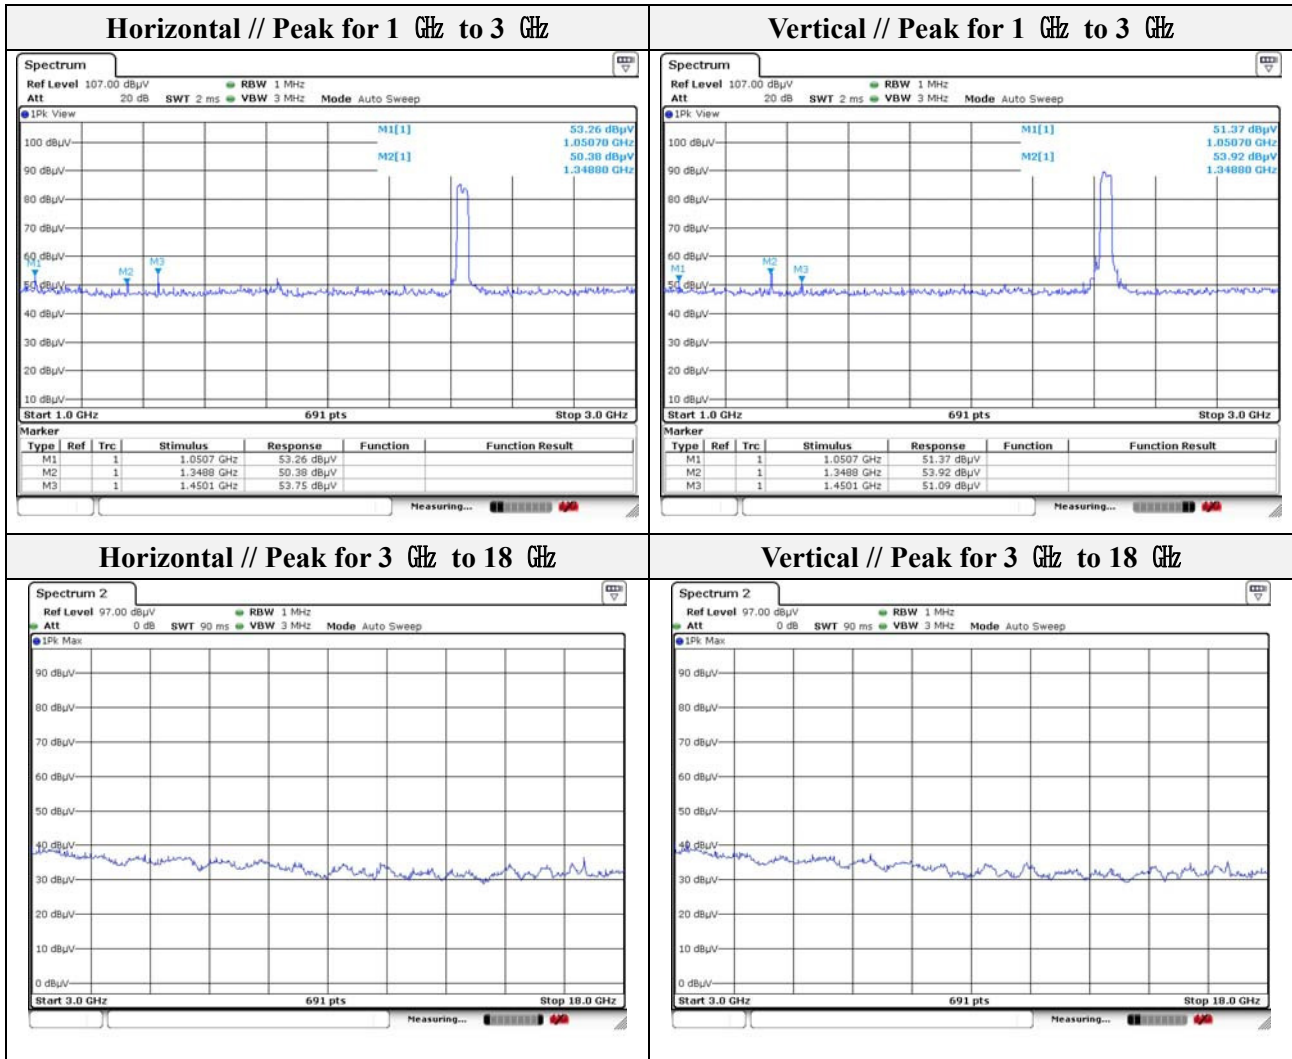 Horizontal // Peak for 1 ㎓ to 3 ㎓
Spectrum
Ref Level 107.00 dBµV RBW 1 MHz
Att 20 dB SWT 2 ms VBW 3 MHz Mode Auto Sweep
1Pk View
M1[1] 53.26 dBµV
1.05070 GHz
M2[1] 50.38 dBµV
1.34880 GHz
100 dBµV
90 dBµV
80 dBµV
70 dBµV
60 dBµV
M1 M2 M3
50 dBµV
40 dBµV
30 dBµV
20 dBµV
10 dBµV
Start 1.0 GHz 691 pts Stop 3.0 GHz
Marker
Type Ref Trc Stimulus Response Function Function Result
M1 1 1.0507 GHz 53.26 dBµV
M2 1 1.3488 GHz 50.38 dBµV
M3 1 1.4501 GHz 53.75 dBµV
Measuring...
Vertical // Peak for 1 ㎓ to 3 ㎓
Spectrum
Ref Level 107.00 dBµV RBW 1 MHz
Att 20 dB SWT 2 ms VBW 3 MHz Mode Auto Sweep
1Pk View
M1[1] 51.37 dBµV
1.05070 GHz
M2[1] 53.92 dBµV
1.34880 GHz
100 dBµV
90 dBµV
80 dBµV
70 dBµV
60 dBµV
M1 M2 M3
50 dBµV
40 dBµV
30 dBµV
20 dBµV
10 dBµV
Start 1.0 GHz 691 pts Stop 3.0 GHz
Marker
Type Ref Trc Stimulus Response Function Function Result
M1 1 1.0507 GHz 51.37 dBµV
M2 1 1.3488 GHz 53.92 dBµV
M3 1 1.4501 GHz 51.09 dBµV
Measuring...
Horizontal // Peak for 3 ㎓ to 18 ㎓
Spectrum 2
Ref Level 97.00 dBµV RBW 1 MHz
Att 0 dB SWT 90 ms VBW 3 MHz Mode Auto Sweep
1Pk Max
90 dBµV
80 dBµV
70 dBµV
60 dBµV
50 dBµV
40 dBµV
30 dBµV
20 dBµV
10 dBµV
0 dBµV
Start 3.0 GHz 691 pts Stop 18.0 GHz
Measuring...
Vertical // Peak for 3 ㎓ to 18 ㎓
Spectrum 2
Ref Level 97.00 dBµV RBW 1 MHz
Att 0 dB SWT 90 ms VBW 3 MHz Mode Auto Sweep
1Pk Max
90 dBµV
80 dBµV
70 dBµV
60 dBµV
50 dBµV
40 dBµV
30 dBµV
20 dBµV
10 dBµV
0 dBµV
Start 3.0 GHz 691 pts Stop 18.0 GHz
Measuring...